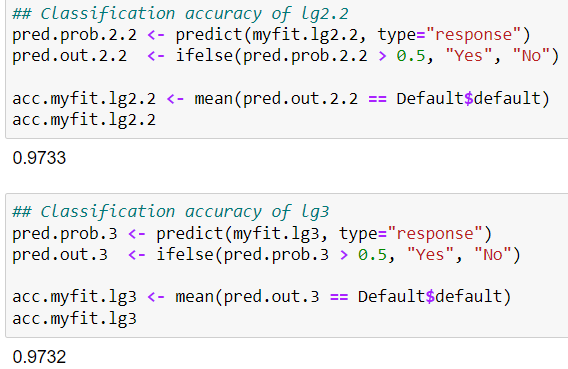 ## Classification accuracy of lg2.2
pred.prob.2.2 <- predict(myfit.lg2.2, type="response")
pred.out.2.2  <- ifelse(pred.prob.2.2 > 0.5, "Yes", "No")
acc.myfit.lg2.2 <- mean(pred.out.2.2 == Default$default)
acc.myfit.lg2.2
0.9733
## Classification accuracy of lg3
pred.prob.3 <- predict(myfit.lg3, type="response")
pred.out.3  <- ifelse(pred.prob.3 > 0.5, "Yes", "No")
acc.myfit.lg3 <- mean(pred.out.3 == Default$default)
acc.myfit.lg3
0.9732